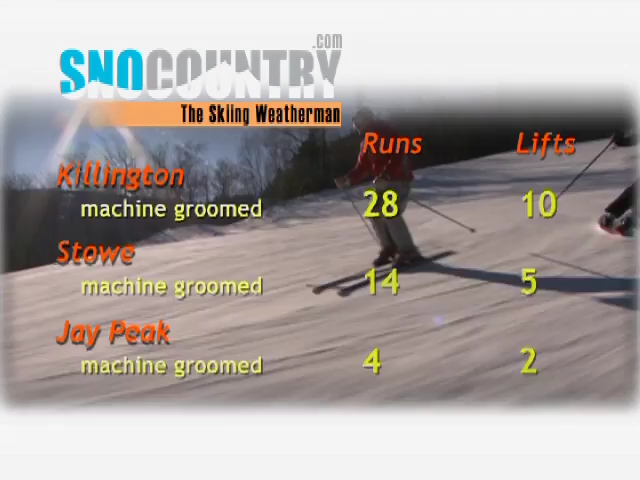 SNOCOUNTRY.com
The Skiing Weatherman
Runs Lifts
Killington
machine groomed 28 10
Stowe
machine groomed 14 5
Jay Peak
machine groomed 4 2